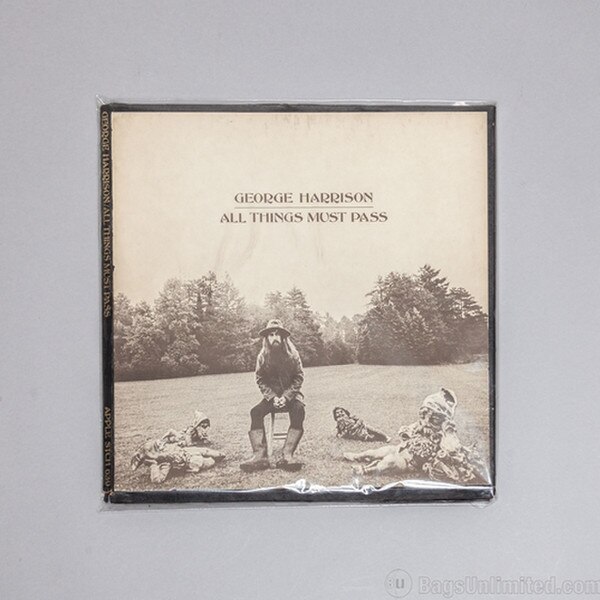 GEORGE HARRISON
ALL THINGS MUST PASS
GEORGE HARRISON/ALL THINGS MUST PASS
APPLE STCH 639
u BagsUnlimited.com